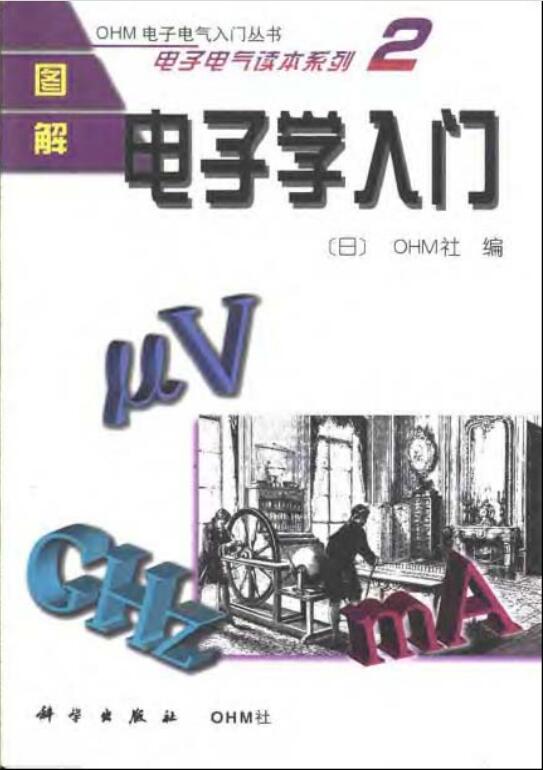 OHM 电子电气入门丛书
电子电气读本系列 2
图解
电子学入门
〔日〕 OHM社 编
μV
GHz
mA
科学出版社 OHM社